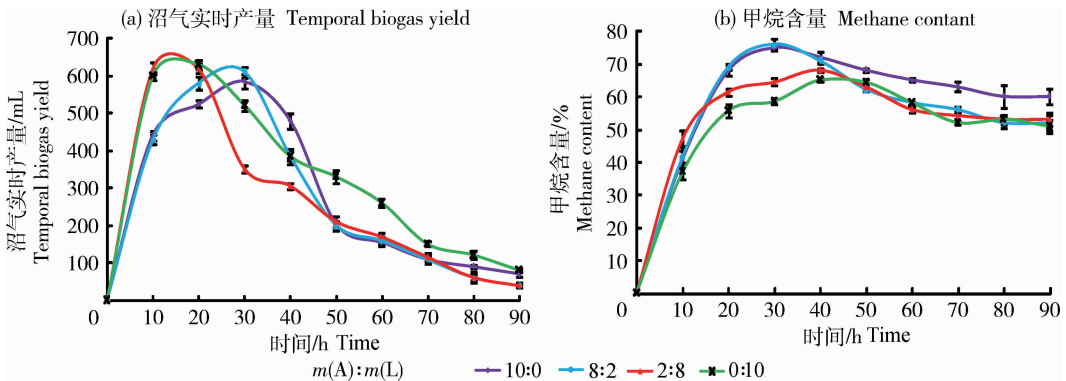 (a) 沼气实时产量 Temporal biogas yield
沼气实时产量/mL
Temporal biogas yield
700
600
500
400
300
200
100
0
10 20 30 40 50 60 70 80 90
时间/h Time
(b) 甲烷含量 Methane contant
甲烷含量/%
Methane content
80
70
60
50
40
30
20
10
0
10 20 30 40 50 60 70 80 90
时间/h Time
m(A):m(L) 10:0 8:2 2:8 0:10